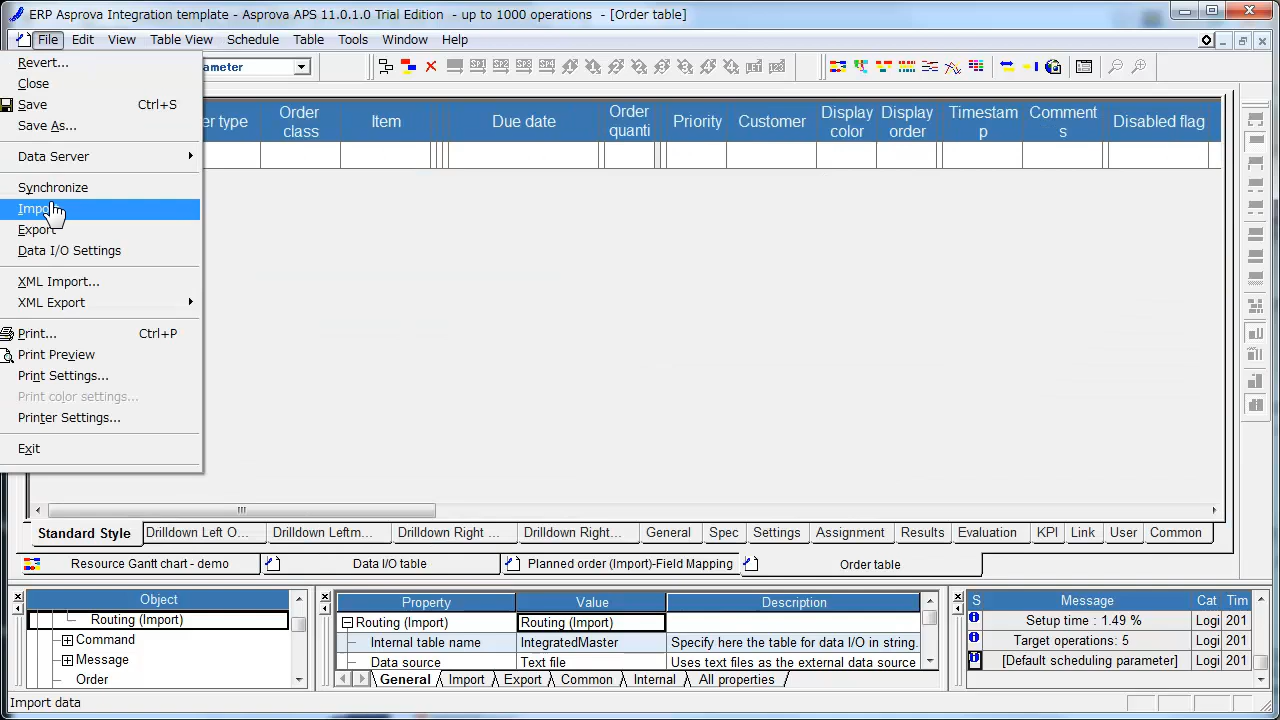 ERP Asprova Integration template - Asprova APS 11.0.1.0 Trial Edition  - up to 1000 operations  - [Order table]
File Edit View Table View Schedule Table Tools Window Help
Revert...
Close
Save Ctrl+S
Save As...
Data Server
Synchronize
Import
Export
Data I/O Settings
XML Import...
XML Export
Print... Ctrl+P
Print Preview
Print Settings...
Print color settings...
Printer Settings...
Exit
ameter
er type
Order
class
Item
Due date
Order
quanti
Priority
Customer
Display
color
Display
order
Timestam
p
Comment
s
Disabled flag
Standard Style Drilldown Left O... Drilldown Leftm... Drilldown Right ... Drilldown Right... General Spec Settings Assignment Results Evaluation KPI Link User Common
Resource Gantt chart - demo Data I/O table Planned order (Import)-Field Mapping Order table
Object
Routing (Import)
Command
Message
Order
Property Value Description
Routing (Import) Routing (Import)
Internal table name IntegratedMaster Specify here the table for data I/O in string.
Data source Text file Uses text files as the external data source
General Import Export Common Internal All properties
S Message Cat Tim
Setup time : 1.49 % Logi 201
Target operations: 5 Logi 201
[Default scheduling parameter] Logi 201
Import data